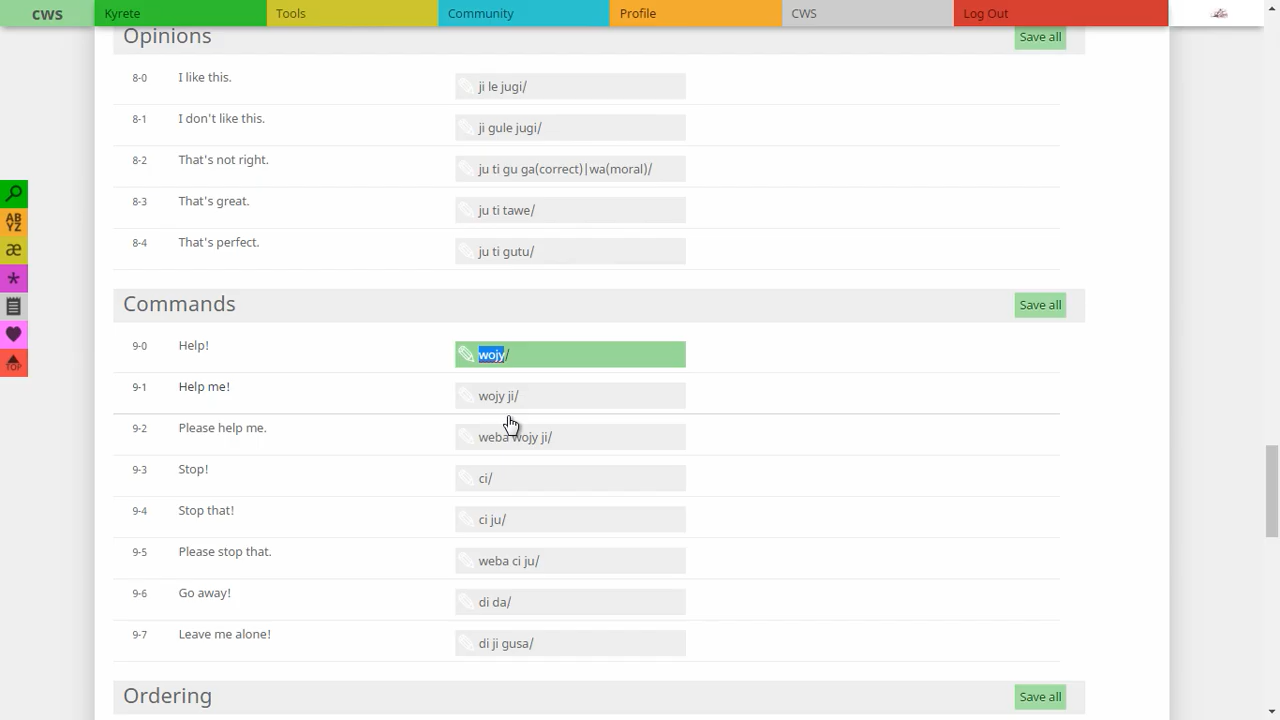 CWS Kyrete Tools Community Profile CWS Log Out
Opinions Save all
8-0 I like this. ji le jugi/
8-1 I don't like this. ji gule jugi/
8-2 That's not right. ju ti gu ga(correct)|wa(moral)/
8-3 That's great. ju ti tawe/
8-4 That's perfect. ju ti gutu/
AB
YZ
æ
*
TOP
Commands Save all
9-0 Help! wojy/
9-1 Help me! wojy ji/
9-2 Please help me. weba wojy ji/
9-3 Stop! ci/
9-4 Stop that! ci ju/
9-5 Please stop that. weba ci ju/
9-6 Go away! di da/
9-7 Leave me alone! di ji gusa/
Ordering Save all